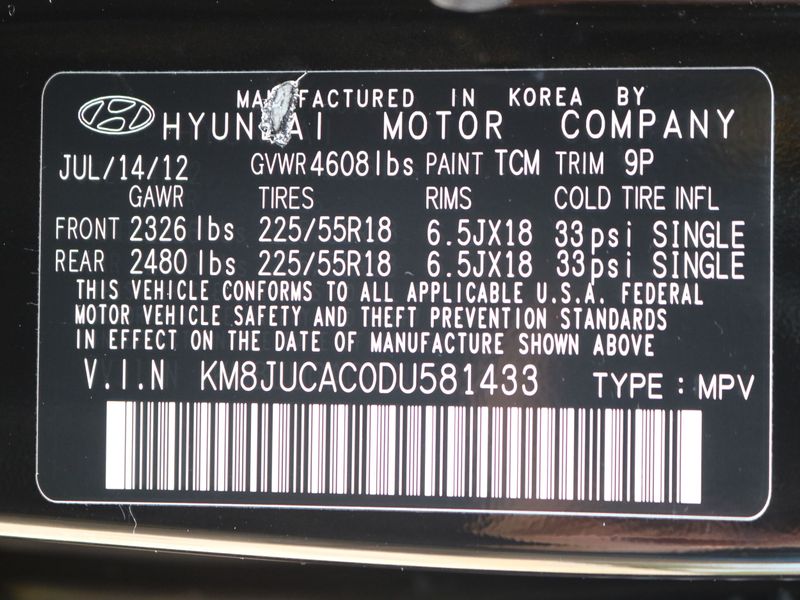 MANUFACTURED IN KOREA BY
HYUNDAI MOTOR COMPANY
JUL/14/12 GVWR 4608lbs PAINT TCM TRIM 9P
GAWR TIRES RIMS COLD TIRE INFL
FRONT 2326 lbs 225/55R18 6.5JX18 33psi SINGLE
REAR 2480 lbs 225/55R18 6.5JX18 33psi SINGLE
THIS VEHICLE CONFORMS TO ALL APPLICABLE U.S.A. FEDERAL
MOTOR VEHICLE SAFETY AND THEFT PREVENTION STANDARDS
IN EFFECT ON THE DATE OF MANUFACTURE SHOWN ABOVE
V.I.N KM8JUCAC0DU581433 TYPE : MPV